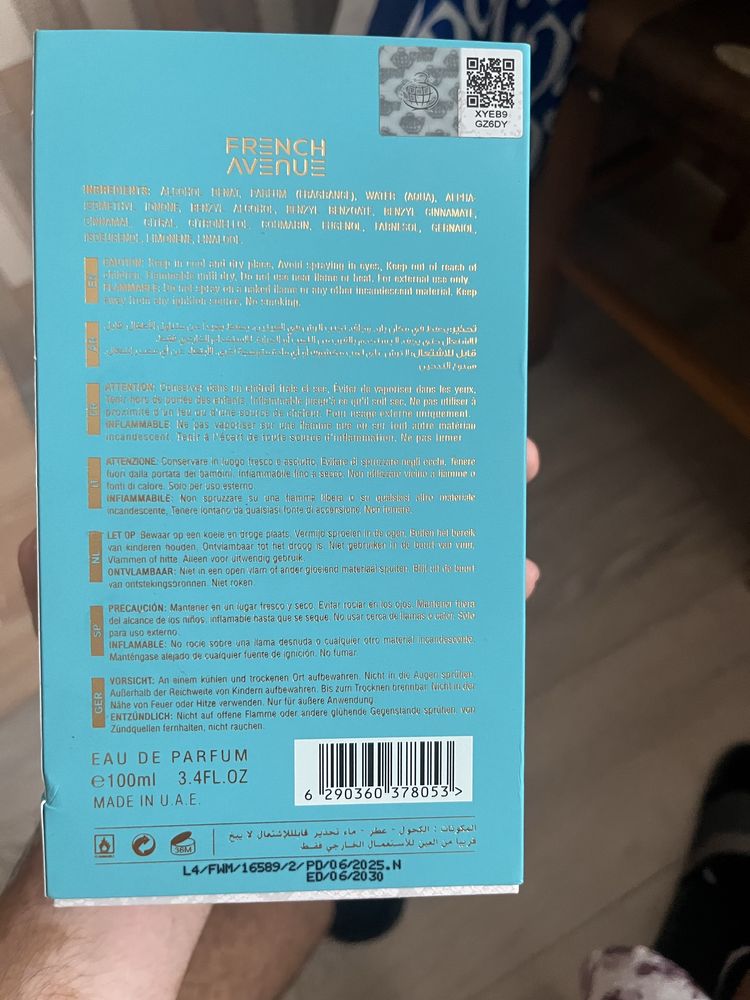 XYEB9
GZ6DY
FRENCH
AVENUE
INGREDIENTS: ALCOHOL DENAT, PARFUM (FRAGRANCE), WATER (AQUA), ALPHA-
ISOMETHYL IONONE, BENZYL ALCOHOL, BENZYL BENZOATE, BENZYL CINNAMATE,
CINNAMAL, CITRAL, CITRONELLOL, COUMARIN, EUGENOL, FARNESOL, GERNAIOL,
ISOEUGENOL, LIMONENE, LINALOOL.
EN
CAUTION: Keep in cool and dry place, Avoid spraying in eyes, Keep out of reach of
children. Flammable until dry, Do not use near flame or heat. For external use only.
FLAMMABLE: Do not spray on a naked flame or any other incandescent material, Keep
away from any ignition source, No smoking.
AR
FR
ATTENTION: Conserver dans un endroit frais et sec, Éviter de vaporiser dans les yeux,
Tenir hors de portée des enfants. Inflammable jusqu'à ce qu'il soit sec, Ne pas utiliser à
proximité d'un feu ou d'une source de chaleur. Pour usage externe uniquement.
INFLAMMABLE: Ne pas vaporiser sur une flamme nue ou sur tout autre matériau
incandescent, Tenir à l'écart de toute source d'inflammation, Ne pas fumer
IT
ATTENZIONE: Conservare in luogo fresco e asciutto, Evitare di spruzzare negli occhi, Tenere
fuori dalla portata dei bambini. Infiammabile fino a secco, Non utilizzare vicino a fiamme o
fonti di calore. Solo per uso esterno.
INFIAMMABILE: Non spruzzare su una fiamma libera o su qualsiasi altro materiale
incandescente, Tenere lontano da qualsiasi fonte di accensione, Non fumare.
NL
LET OP: Bewaar op een koele en droge plaats, Vermijd sproeien in de ogen, Buiten het bereik
van kinderen houden. Ontvlambaar tot het droog is, Niet gebruiken in de buurt van vuur,
Vlammen of hitte. Alleen voor uitwendig gebruik.
ONTVLAMBAAR: Niet in een open vlam of ander gloeiend materiaal spuiten, Blijf uit de buurt
van ontstekingsbronnen, Niet roken.
SP
PRECAUCIÓN: Mantener en un lugar fresco y seco, Evitar rociar en los ojos, Mantener fuera
del alcance de los niños. inflamable hasta que se seque, No usar cerca de llamas o calor. Solo
para uso externo.
INFLAMABLE: No rocíe sobre una llama desnuda o cualquier otro material incandescente,
Manténgase alejado de cualquier fuente de ignición, No fumar.
GER
VORSICHT: An einem kühlen und trockenen Ort aufbewahren, Nicht in die Augen sprühen,
Außerhalb der Reichweite von Kindern aufbewahren. Bis zum Trocknen brennbar, Nicht in der
Nähe von Feuer oder Hitze verwenden. Nur für äußere Anwendung.
ENTZÜNDLICH: Nicht auf offene Flamme oder andere glühende Gegenstande sprühen, von
Zündquellen fernhalten, nicht rauchen.
EAU DE PARFUM
℮100ml 3.4FL.OZ
MADE IN U.A.E.
6 290360 378053 >
36M
المكونات : الكحول - عطر - ماء تحذير قابلللإشتعال لا يبخ
قريبا من العين للأستعمال الخارجي فقط
L4/FWM/16589/2/PD/06/2025.N
ED/06/2030